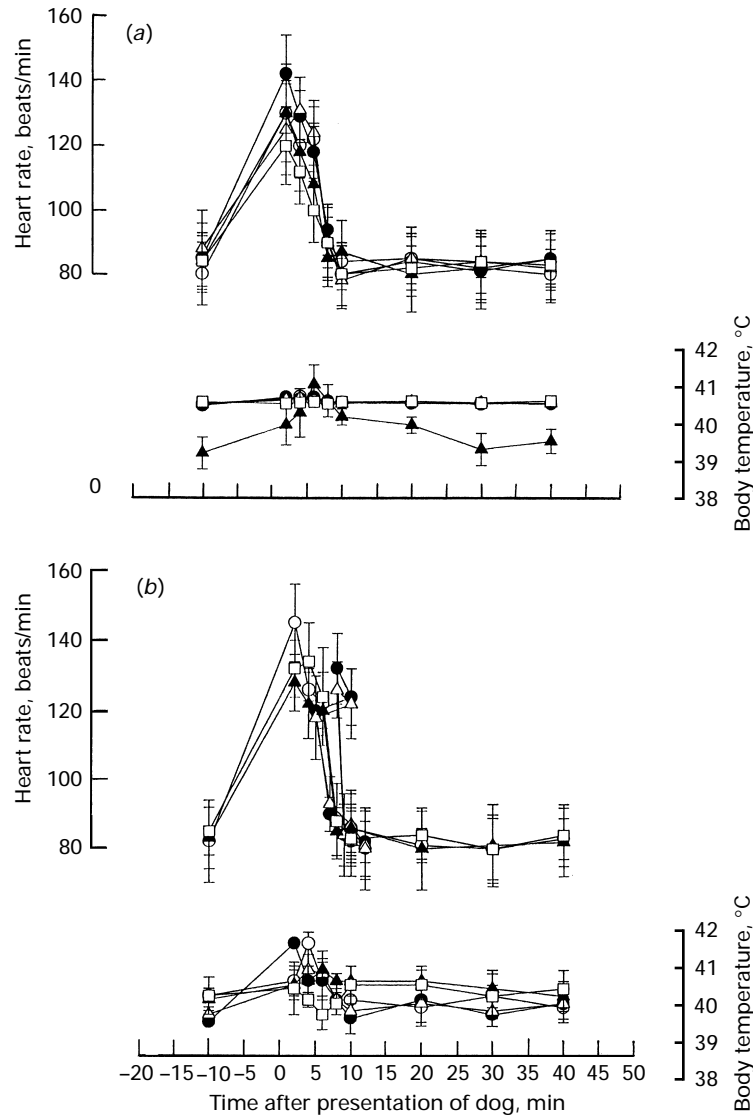 160
(a)
140
120
100
80
Heart rate, beats/min
42
41
40
39
38
Body temperature, °C
0
160
(b)
140
120
100
80
Heart rate, beats/min
42
41
40
39
38
Body temperature, °C
–20 –15 –10 –5 0 5 10 15 20 25 30 35 40 45 50
Time after presentation of dog, min